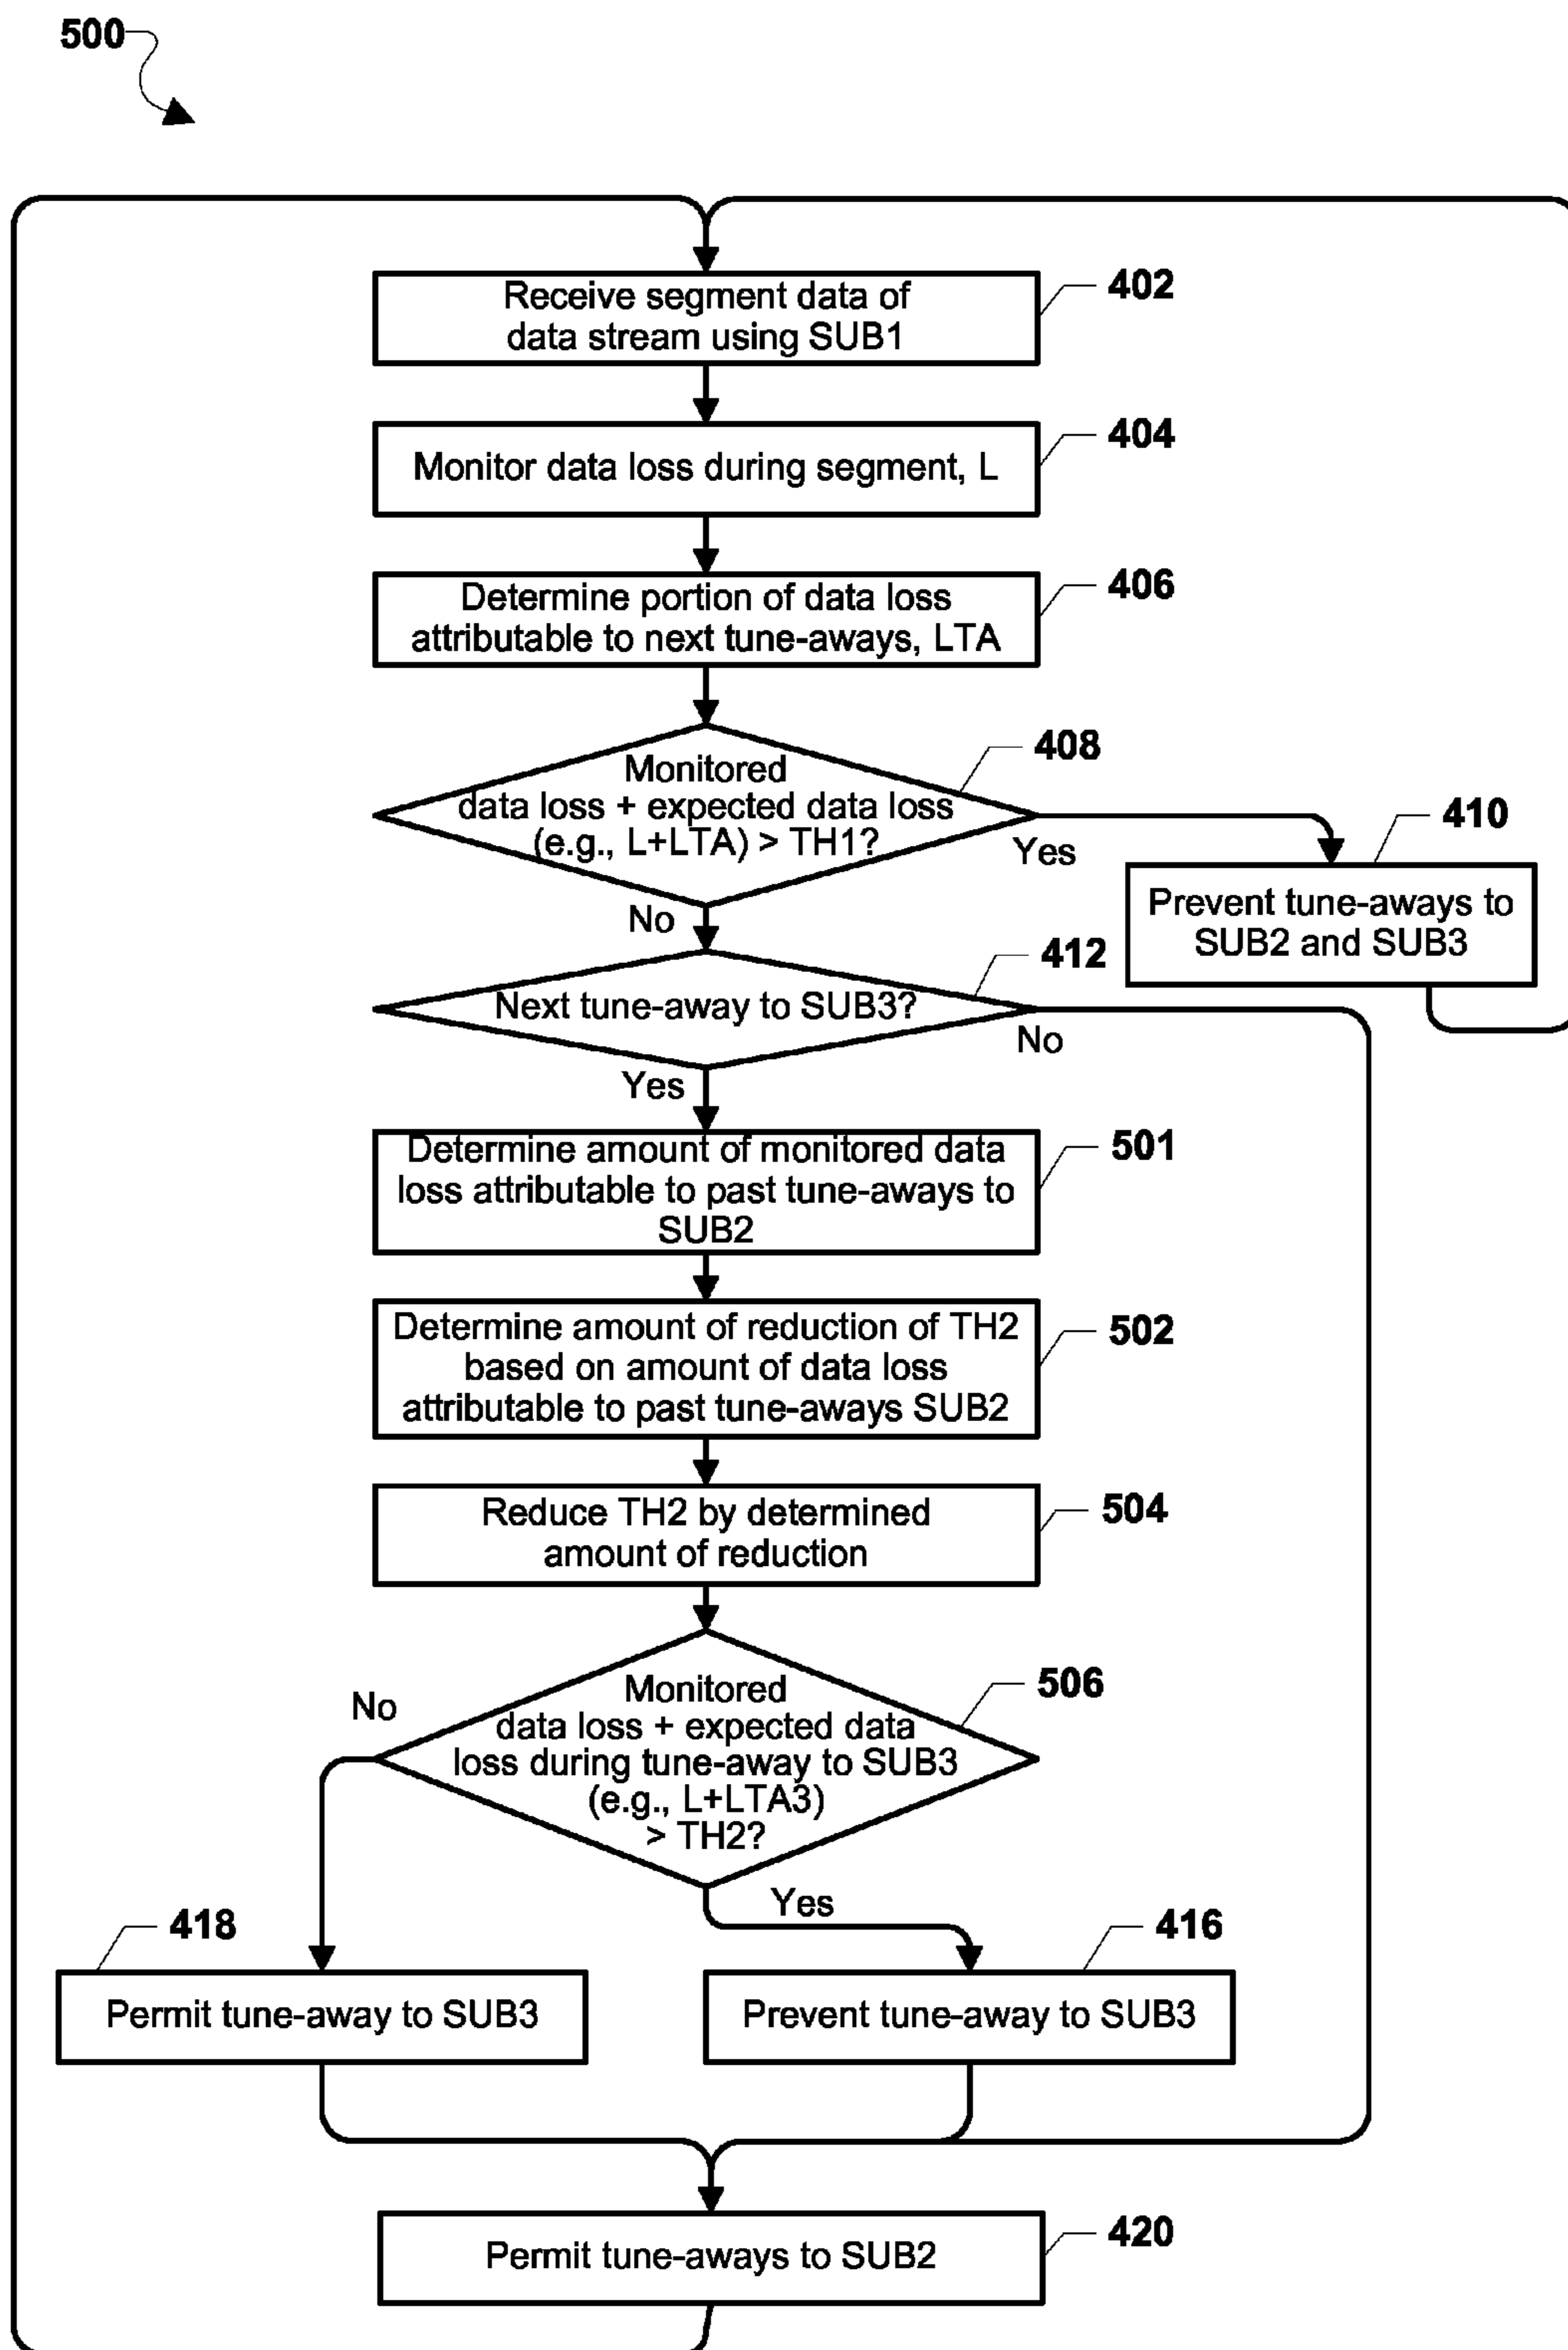 500
Receive segment data of
data stream using SUB1
402
Monitor data loss during segment, L
404
Determine portion of data loss
attributable to next tune-aways, LTA
406
Monitored
data loss + expected data loss
(e.g., L+LTA) > TH1?
408
Yes
No
410
Prevent tune-aways to
SUB2 and SUB3
Next tune-away to SUB3?
412
No
Yes
Determine amount of monitored data
loss attributable to past tune-aways to
SUB2
501
Determine amount of reduction of TH2
based on amount of data loss
attributable to past tune-aways SUB2
502
Reduce TH2 by determined
amount of reduction
504
Monitored
data loss + expected data
loss during tune-away to SUB3
(e.g., L+LTA3)
> TH2?
506
No
Yes
418
Permit tune-away to SUB3
416
Prevent tune-away to SUB3
Permit tune-aways to SUB2
420